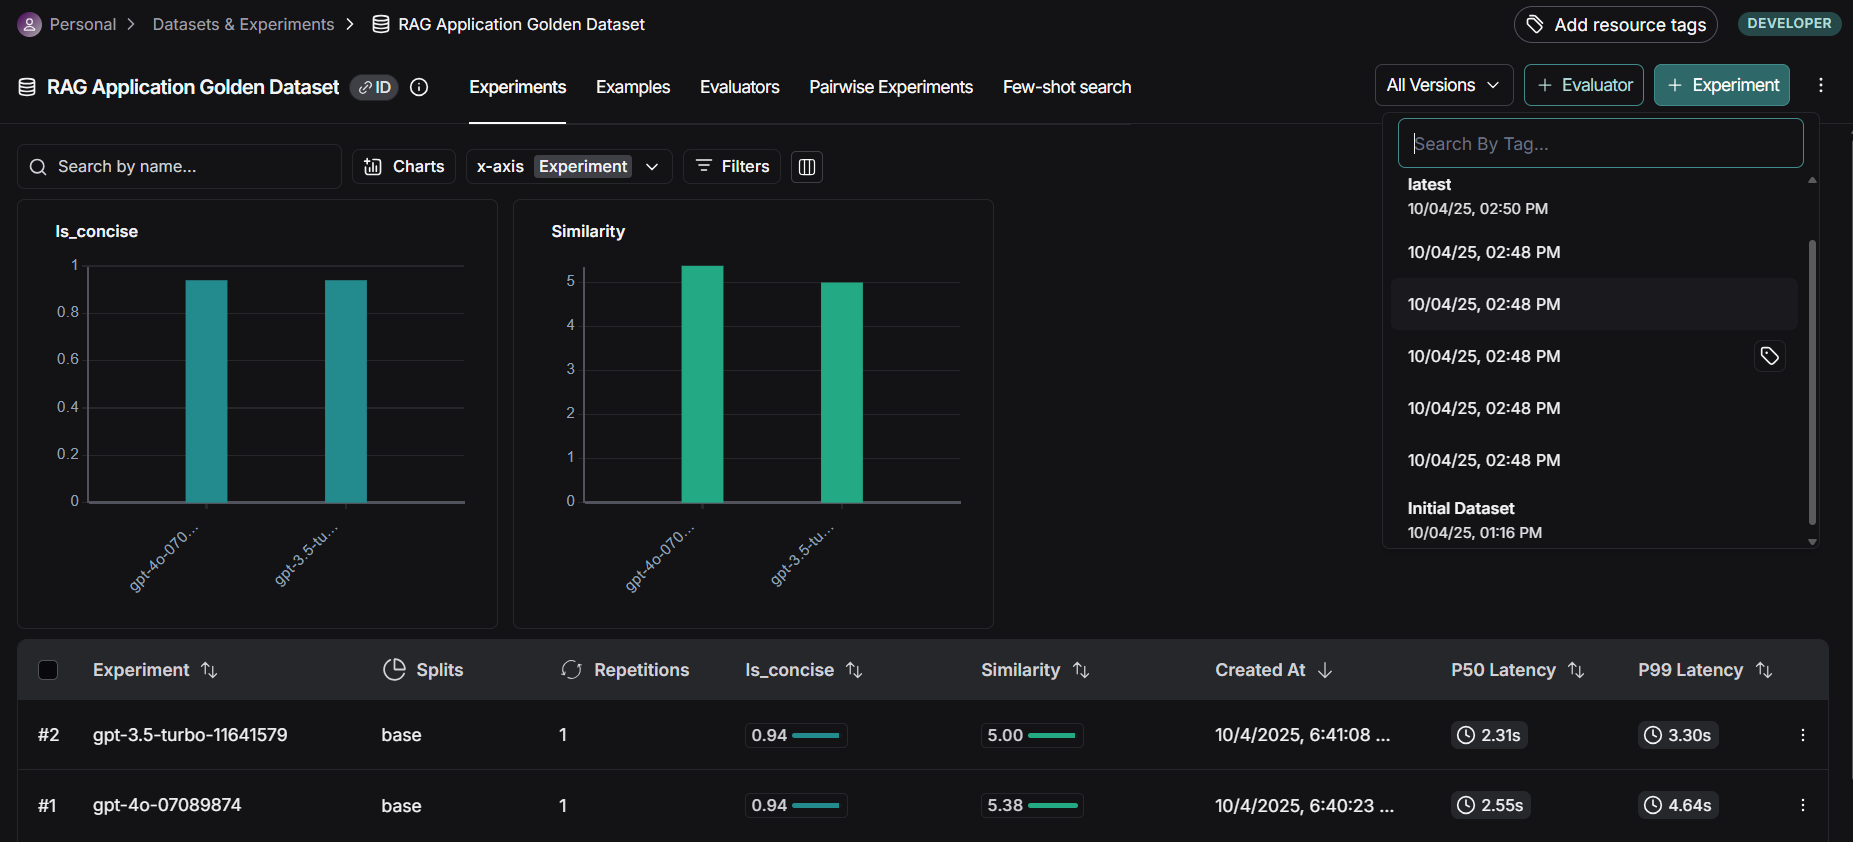 Personal > Datasets & Experiments > RAG Application Golden Dataset
Add resource tags
DEVELOPER
RAG Application Golden Dataset
ID
Experiments
Examples
Evaluators
Pairwise Experiments
Few-shot search
All Versions
+ Evaluator
+ Experiment
Search by name...
Charts
x-axis Experiment
Filters
Search By Tag...
latest
10/04/25, 02:50 PM
10/04/25, 02:48 PM
10/04/25, 02:48 PM
10/04/25, 02:48 PM
10/04/25, 02:48 PM
10/04/25, 02:48 PM
Initial Dataset
10/04/25, 01:16 PM
Is_concise
1
0.8
0.6
0.4
0.2
0
gpt-4o-070...
gpt-3.5-tu...
Similarity
5
4
3
2
1
0
gpt-4o-070...
gpt-3.5-tu...
Experiment Splits Repetitions Is_concise Similarity Created At P50 Latency P99 Latency
#2 gpt-3.5-turbo-11641579 base 1 0.94 5.00 10/4/2025, 6:41:08 ... 2.31s 3.30s
#1 gpt-4o-07089874 base 1 0.94 5.38 10/4/2025, 6:40:23 ... 2.55s 4.64s